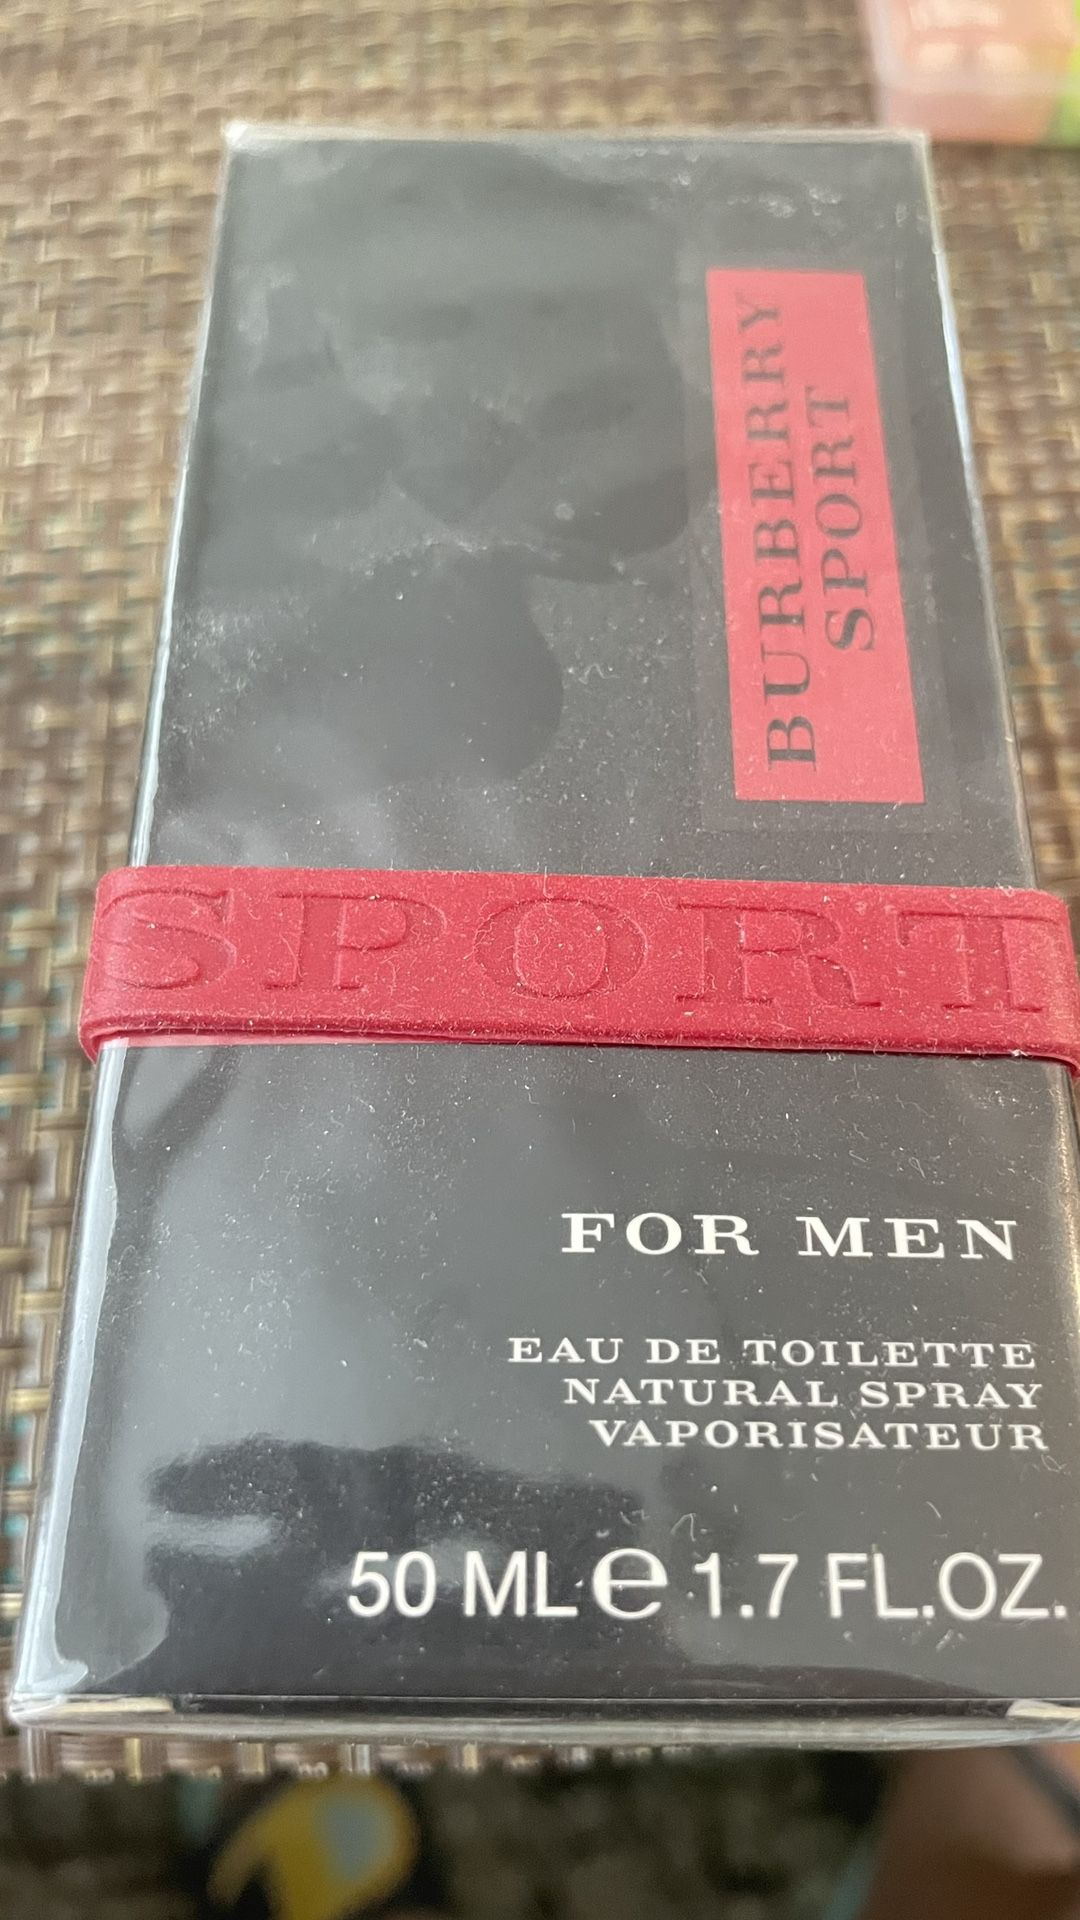 BURBERRY
SPORT
SPORT
FOR MEN
EAU DE TOILETTE
NATURAL SPRAY
VAPORISATEUR
50 ML e 1.7 FL.OZ.